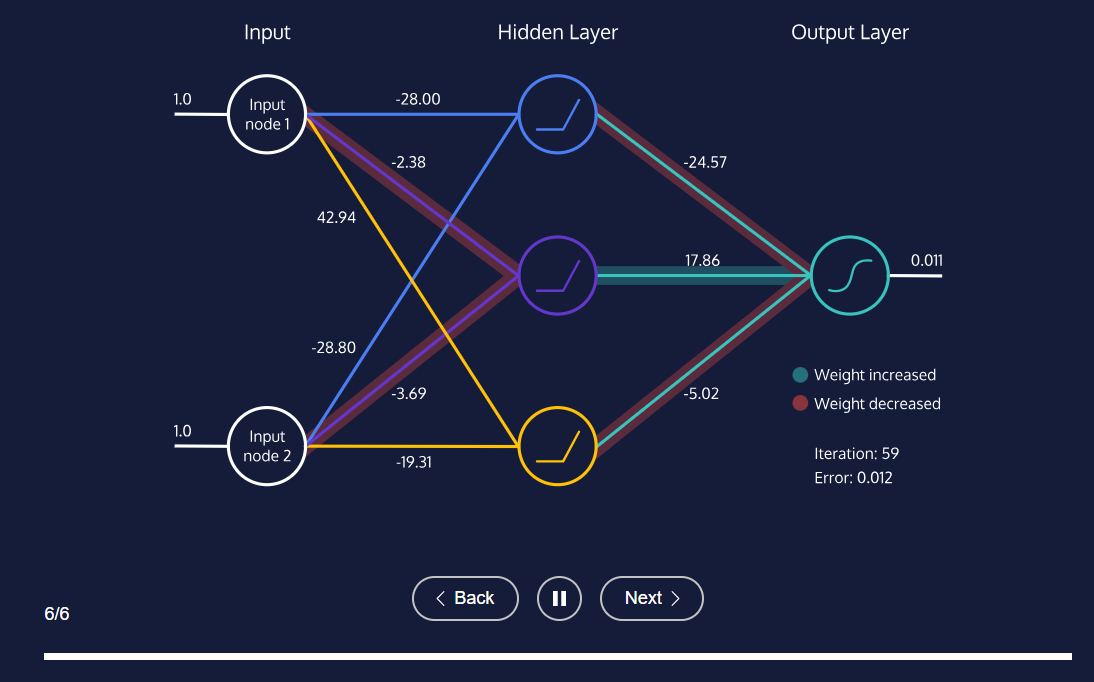 Input
Hidden Layer
Output Layer
1.0
Input
node 1
-28.00
-2.38
42.94
-24.57
17.86
0.011
-28.80
-3.69
-5.02
1.0
Input
node 2
-19.31
Weight increased
Weight decreased
Iteration: 59
Error: 0.012
Back
Next
6/6